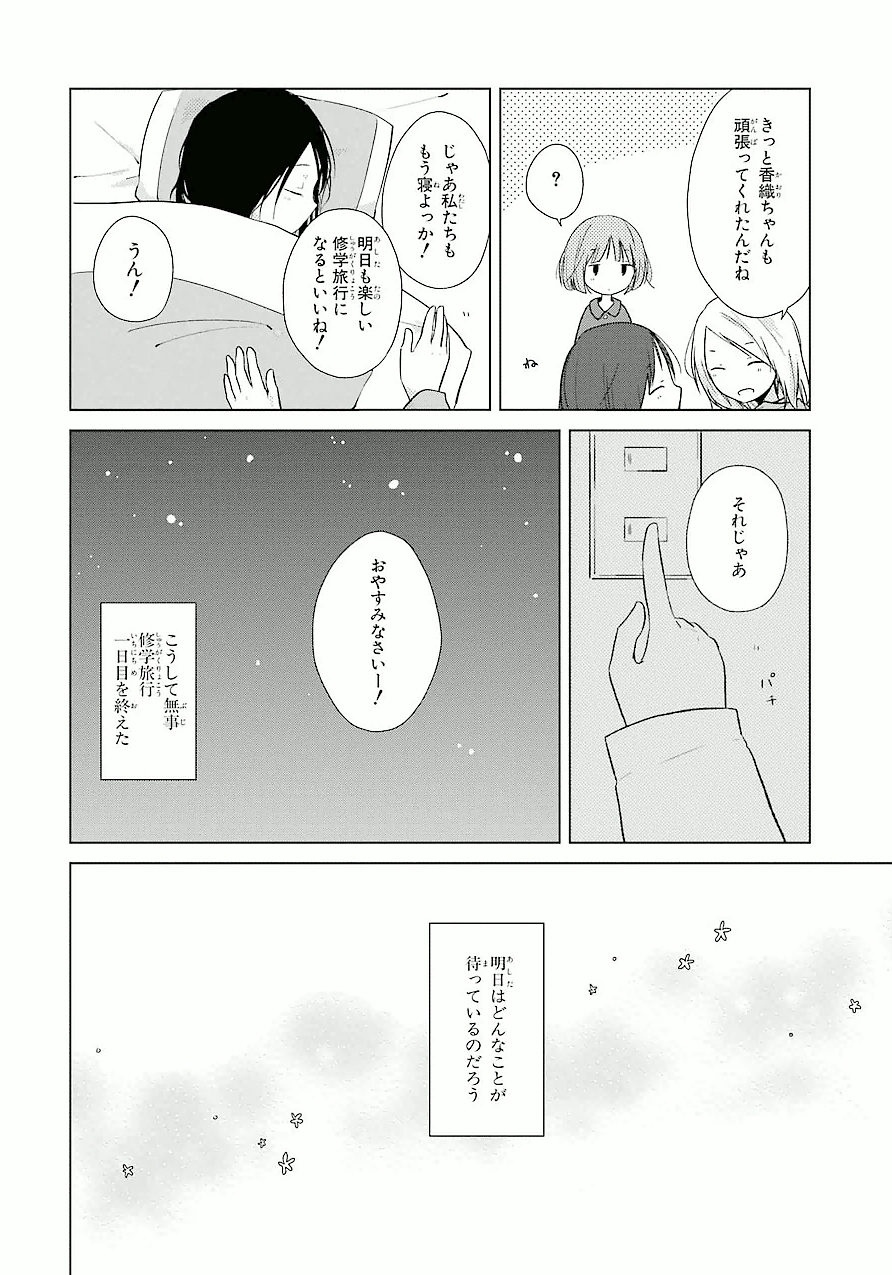 きっと香織ちゃんも
頑張ってくれたんだね
?
ね
じゃあ私たちも
もう寝よっか!
明日も楽しい
修学旅行に
なるといいね!
うん!
それじゃあ
パチ
おやすみなさいー!
こうして無事
修学旅行
一日目を終えた
明日はどんなことが
待っているのだろう